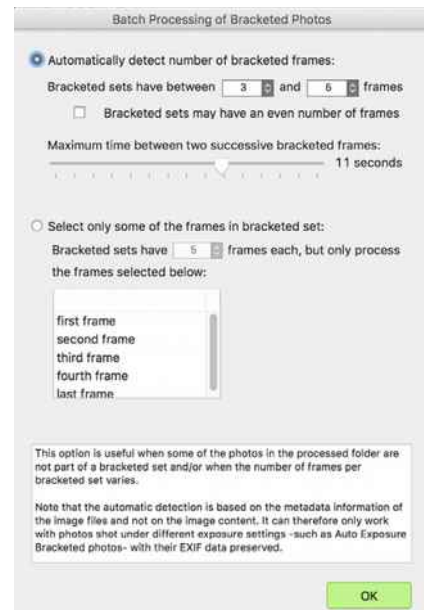 Batch Processing of Bracketed Photos
Automatically detect number of bracketed frames:
Bracketed sets have between 3 and 6 frames
Bracketed sets may have an even number of frames
Maximum time between two successive bracketed frames:
11 seconds
Select only some of the frames in bracketed set:
Bracketed sets have 5 frames each, but only process
the frames selected below:
first frame
second frame
third frame
fourth frame
last frame
This option is useful when some of the photos in the processed folder are
not part of a bracketed set and/or when the number of frames per
bracketed set varies.
Note that the automatic detection is based on the metadata information of
the image files and not on the image content. It can therefore only work
with photos shot under different exposure settings -such as Auto Exposure
Bracketed photos- with their EXIF data preserved.
OK